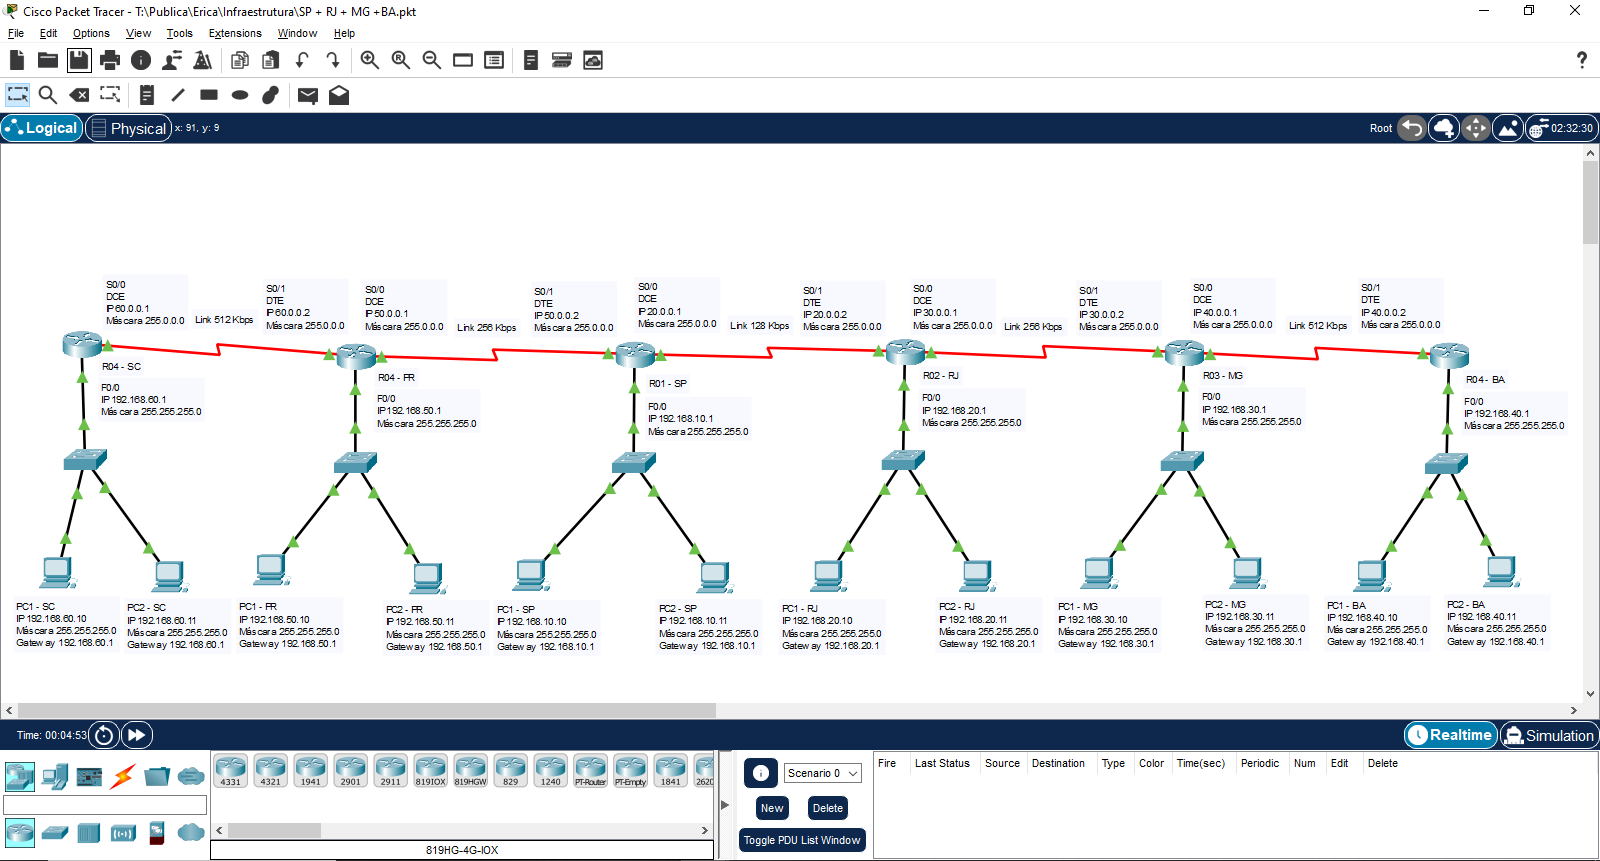 Cisco Packet Tracer - T:\Publica\Erica\Infraestrutura\SP + RJ + MG +BA.pkt
File Edit Options View Tools Extensions Window Help
?
Logical Physical x: 91, y: 9 Root 02:32:30
S0/0
DCE
IP 60.0.0.1
Máscara 255.0.0.0
Link 512 Kbps
S0/1
DTE
IP 60.0.0.2
Máscara 255.0.0.0
S0/0
DCE
IP 50.0.0.1
Máscara 255.0.0.0
Link 256 Kbps
S0/1
DTE
IP 50.0.0.2
Máscara 255.0.0.0
S0/0
DCE
IP 20.0.0.1
Máscara 255.0.0.0
Link 128 Kbps
S0/1
DTE
IP 20.0.0.2
Máscara 255.0.0.0
S0/0
DCE
IP 30.0.0.1
Máscara 255.0.0.0
Link 256 Kbps
S0/1
DTE
IP 30.0.0.2
Máscara 255.0.0.0
S0/0
DCE
IP 40.0.0.1
Máscara 255.0.0.0
Link 512 Kbps
S0/1
DTE
IP 40.0.0.2
Máscara 255.0.0.0
R04 - SC
F0/0
IP 192.168.60.1
Máscara 255.255.255.0
R04 - PR
F0/0
IP 192.168.50.1
Máscara 255.255.255.0
R01 - SP
F0/0
IP 192.168.10.1
Máscara 255.255.255.0
R02 - RJ
F0/0
IP 192.168.20.1
Máscara 255.255.255.0
R03 - MG
F0/0
IP 192.168.30.1
Máscara 255.255.255.0
R04 - BA
F0/0
IP 192.168.40.1
Máscara 255.255.255.0
PC1 - SC
IP 192.168.60.10
Máscara 255.255.255.0
Gateway 192.168.60.1
PC2 - SC
IP 192.168.60.11
Máscara 255.255.255.0
Gateway 192.168.60.1
PC1 - PR
IP 192.168.50.10
Máscara 255.255.255.0
Gateway 192.168.50.1
PC2 - PR
IP 192.168.50.11
Máscara 255.255.255.0
Gateway 192.168.50.1
PC1 - SP
IP 192.168.10.10
Máscara 255.255.255.0
Gateway 192.168.10.1
PC2 - SP
IP 192.168.10.11
Máscara 255.255.255.0
Gateway 192.168.10.1
PC1 - RJ
IP 192.168.20.10
Máscara 255.255.255.0
Gateway 192.168.20.1
PC2 - RJ
IP 192.168.20.11
Máscara 255.255.255.0
Gateway 192.168.20.1
PC1 - MG
IP 192.168.30.10
Máscara 255.255.255.0
Gateway 192.168.30.1
PC2 - MG
IP 192.168.30.11
Máscara 255.255.255.0
Gateway 192.168.30.1
PC1 - BA
IP 192.168.40.10
Máscara 255.255.255.0
Gateway 192.168.40.1
PC2 - BA
IP 192.168.40.11
Máscara 255.255.255.0
Gateway 192.168.40.1
Time: 00:04:53 Realtime Simulation
4331 4321 1941 2901 2911 819IOX 819HGW 829 1240 PT-Router PT-Empty 1841 2620
819HG-4G-IOX
Scenario 0
New Delete
Toggle PDU List Window
Fire Last Status Source Destination Type Color Time(sec) Periodic Num Edit Delete